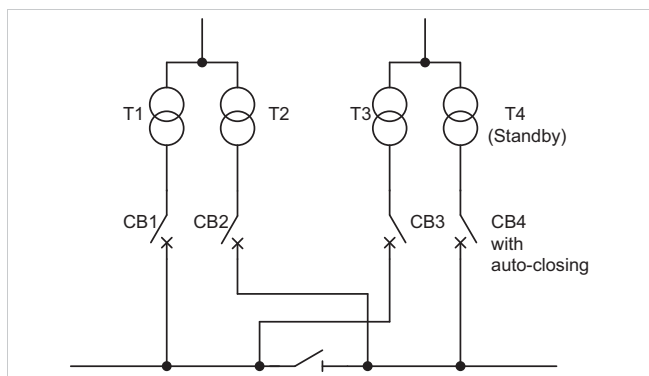 T1
T2
T3
T4
(Standby)
CB1
CB2
CB3
CB4
with
auto-closing